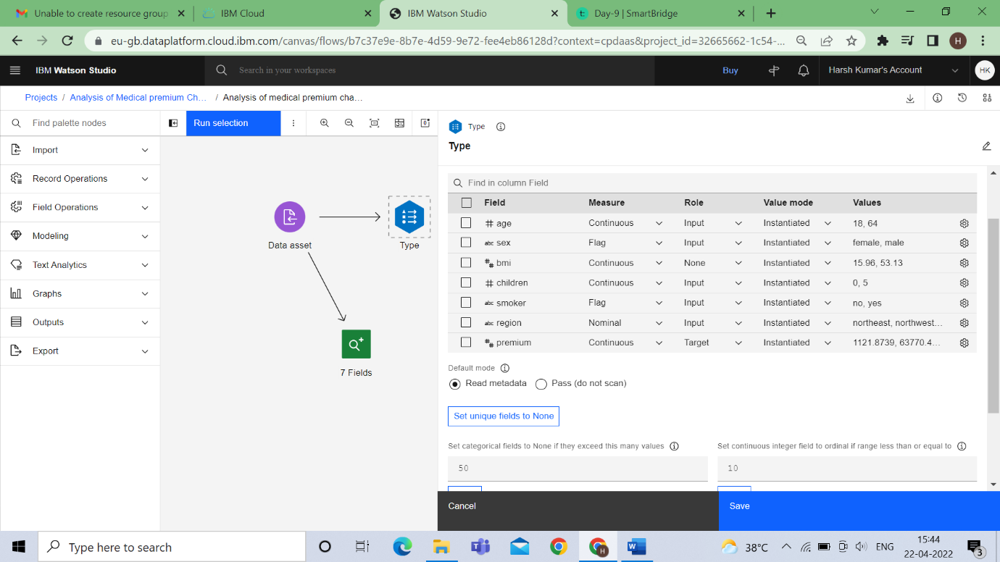 Unable to create resource group
IBM Cloud
IBM Watson Studio
t: Day-9 | SmartBridge
eu-gb.dataplatform.cloud.ibm.com/canvas/flows/b7c37e9e-8b7e-4d59-9e72-fee4eb86128d?context=cpdaas&project_id=32665662-1c54-...
H
IBM Watson Studio
Search in your workspaces
Buy
Harsh Kumar's Account
HK
Projects / Analysis of Medical premium Ch... / Analysis of medical premium cha...
Find palette nodes
Run selection
Import
Record Operations
Field Operations
Modeling
Text Analytics
Graphs
Outputs
Export
Data asset
Type
7 Fields
Type
Type
Find in column Field
Field Measure Role Value mode Values
# age Continuous Input Instantiated 18, 64
abc sex Flag Input Instantiated female, male
## bmi Continuous None Instantiated 15.96, 53.13
# children Continuous Input Instantiated 0, 5
abc smoker Flag Input Instantiated no, yes
abc region Nominal Input Instantiated northeast, northwest...
## premium Continuous Target Instantiated 1121.8739, 63770.4...
Default mode
Read metadata Pass (do not scan)
Set unique fields to None
Set categorical fields to None if they exceed this many values
50
Set continuous integer field to ordinal if range less than or equal to
10
Cancel
Save
Type here to search
H
38°C
ENG
15:44
22-04-2022
3